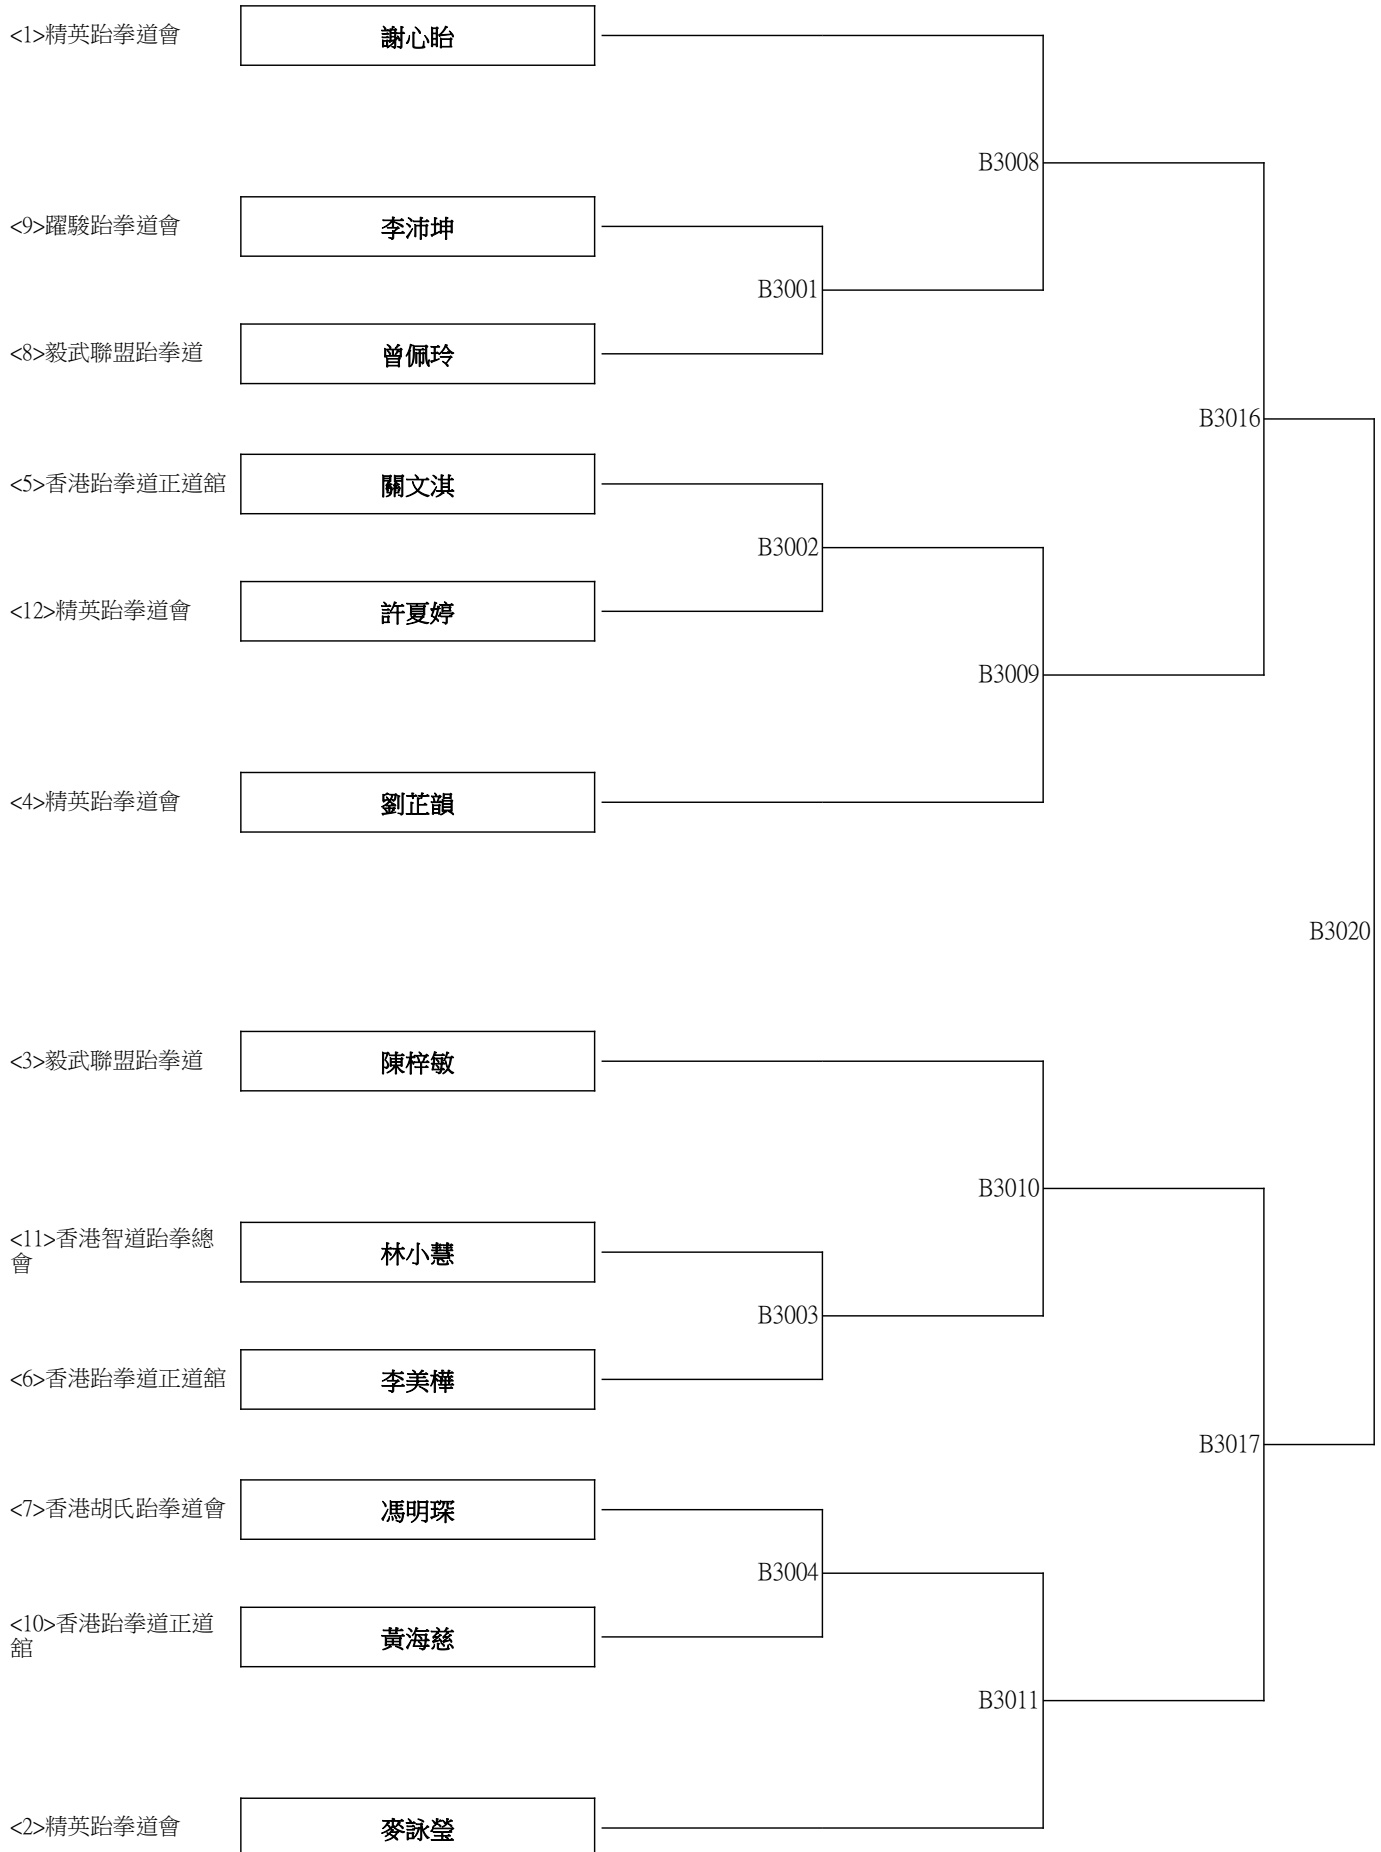 <1>精英跆拳道會
謝心眙
B3008
<9>躍駿跆拳道會
李沛坤
B3001
<8>毅武聯盟跆拳道
曾佩玲
B3016
<5>香港跆拳道正道舘
關文淇
B3002
<12>精英跆拳道會
許夏婷
B3009
<4>精英跆拳道會
劉芷韻
B3020
<3>毅武聯盟跆拳道
陳梓敏
B3010
<11>香港智道跆拳總
會
林小慧
B3003
<6>香港跆拳道正道舘
李美樺
B3017
<7>香港胡氏跆拳道會
馮明琛
B3004
<10>香港跆拳道正道
舘
黃海慈
B3011
<2>精英跆拳道會
麥詠瑩